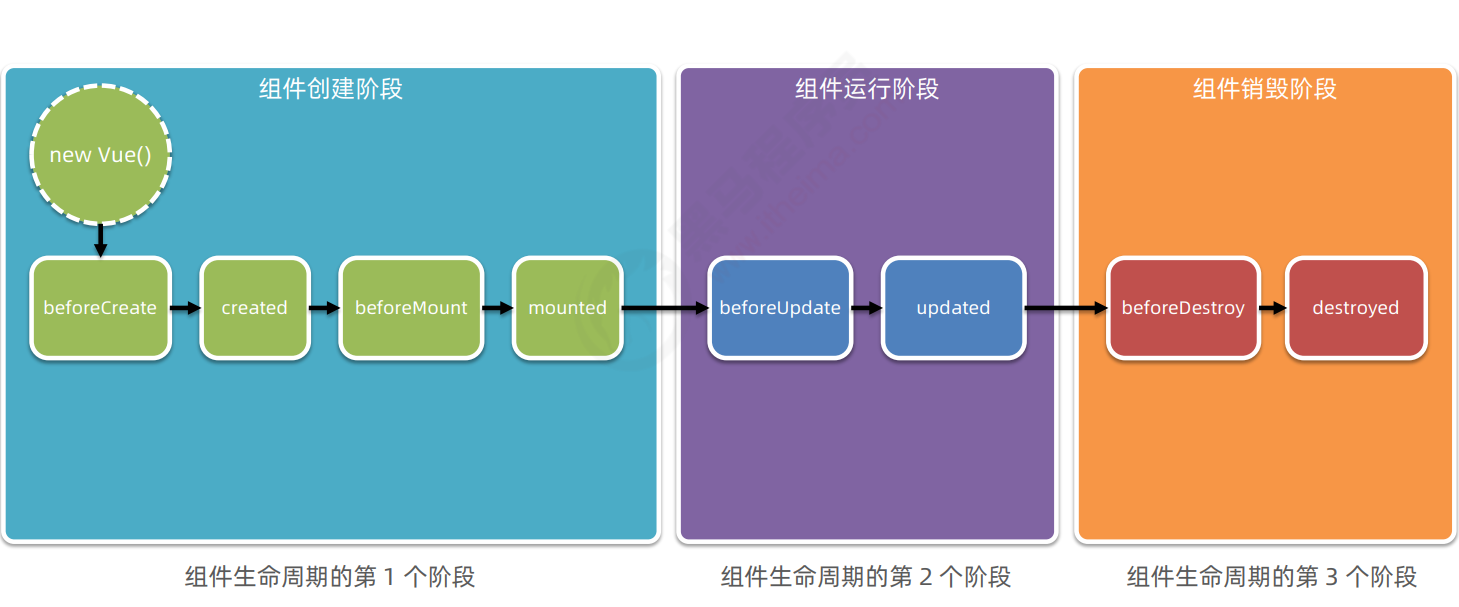 组件创建阶段
组件运行阶段
组件销毁阶段
new Vue()
beforeCreate
created
beforeMount
mounted
beforeUpdate
updated
beforeDestroy
destroyed
组件生命周期的第 1 个阶段
组件生命周期的第 2 个阶段
组件生命周期的第 3 个阶段